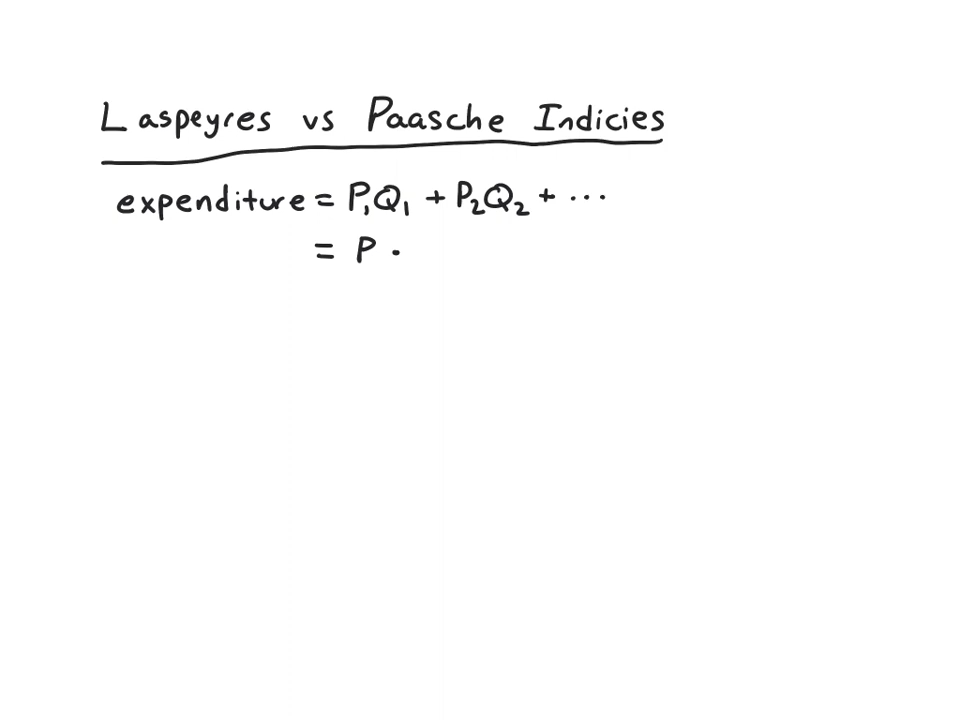 Laspeyres vs Paasche Indicies
expenditure = P₁Q₁ + P₂Q₂ + ...
= P ·